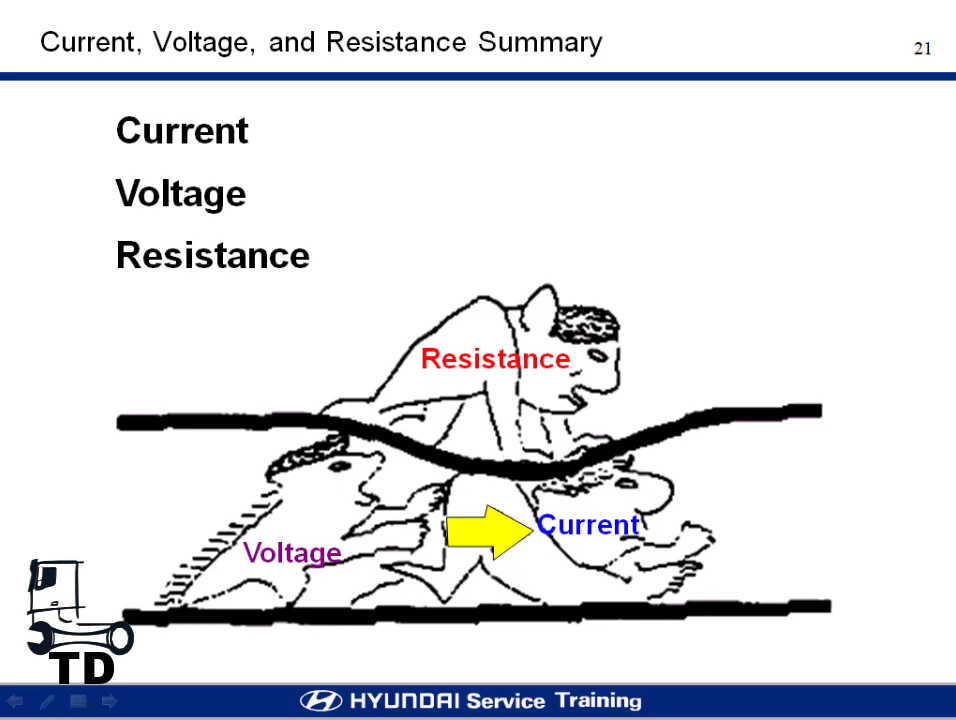 Current, Voltage, and Resistance Summary
21
Current
Voltage
Resistance
Resistance
Current
Voltage
TD
HYUNDAI Service Training